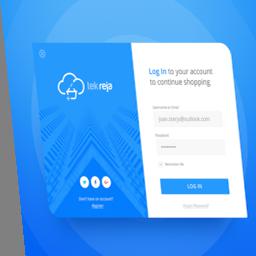 tekreja
Don't have an account?
Register
Log In to your account
to continue shopping
Username or Email
Password
Remember Me
LOG IN
Forgot Password?